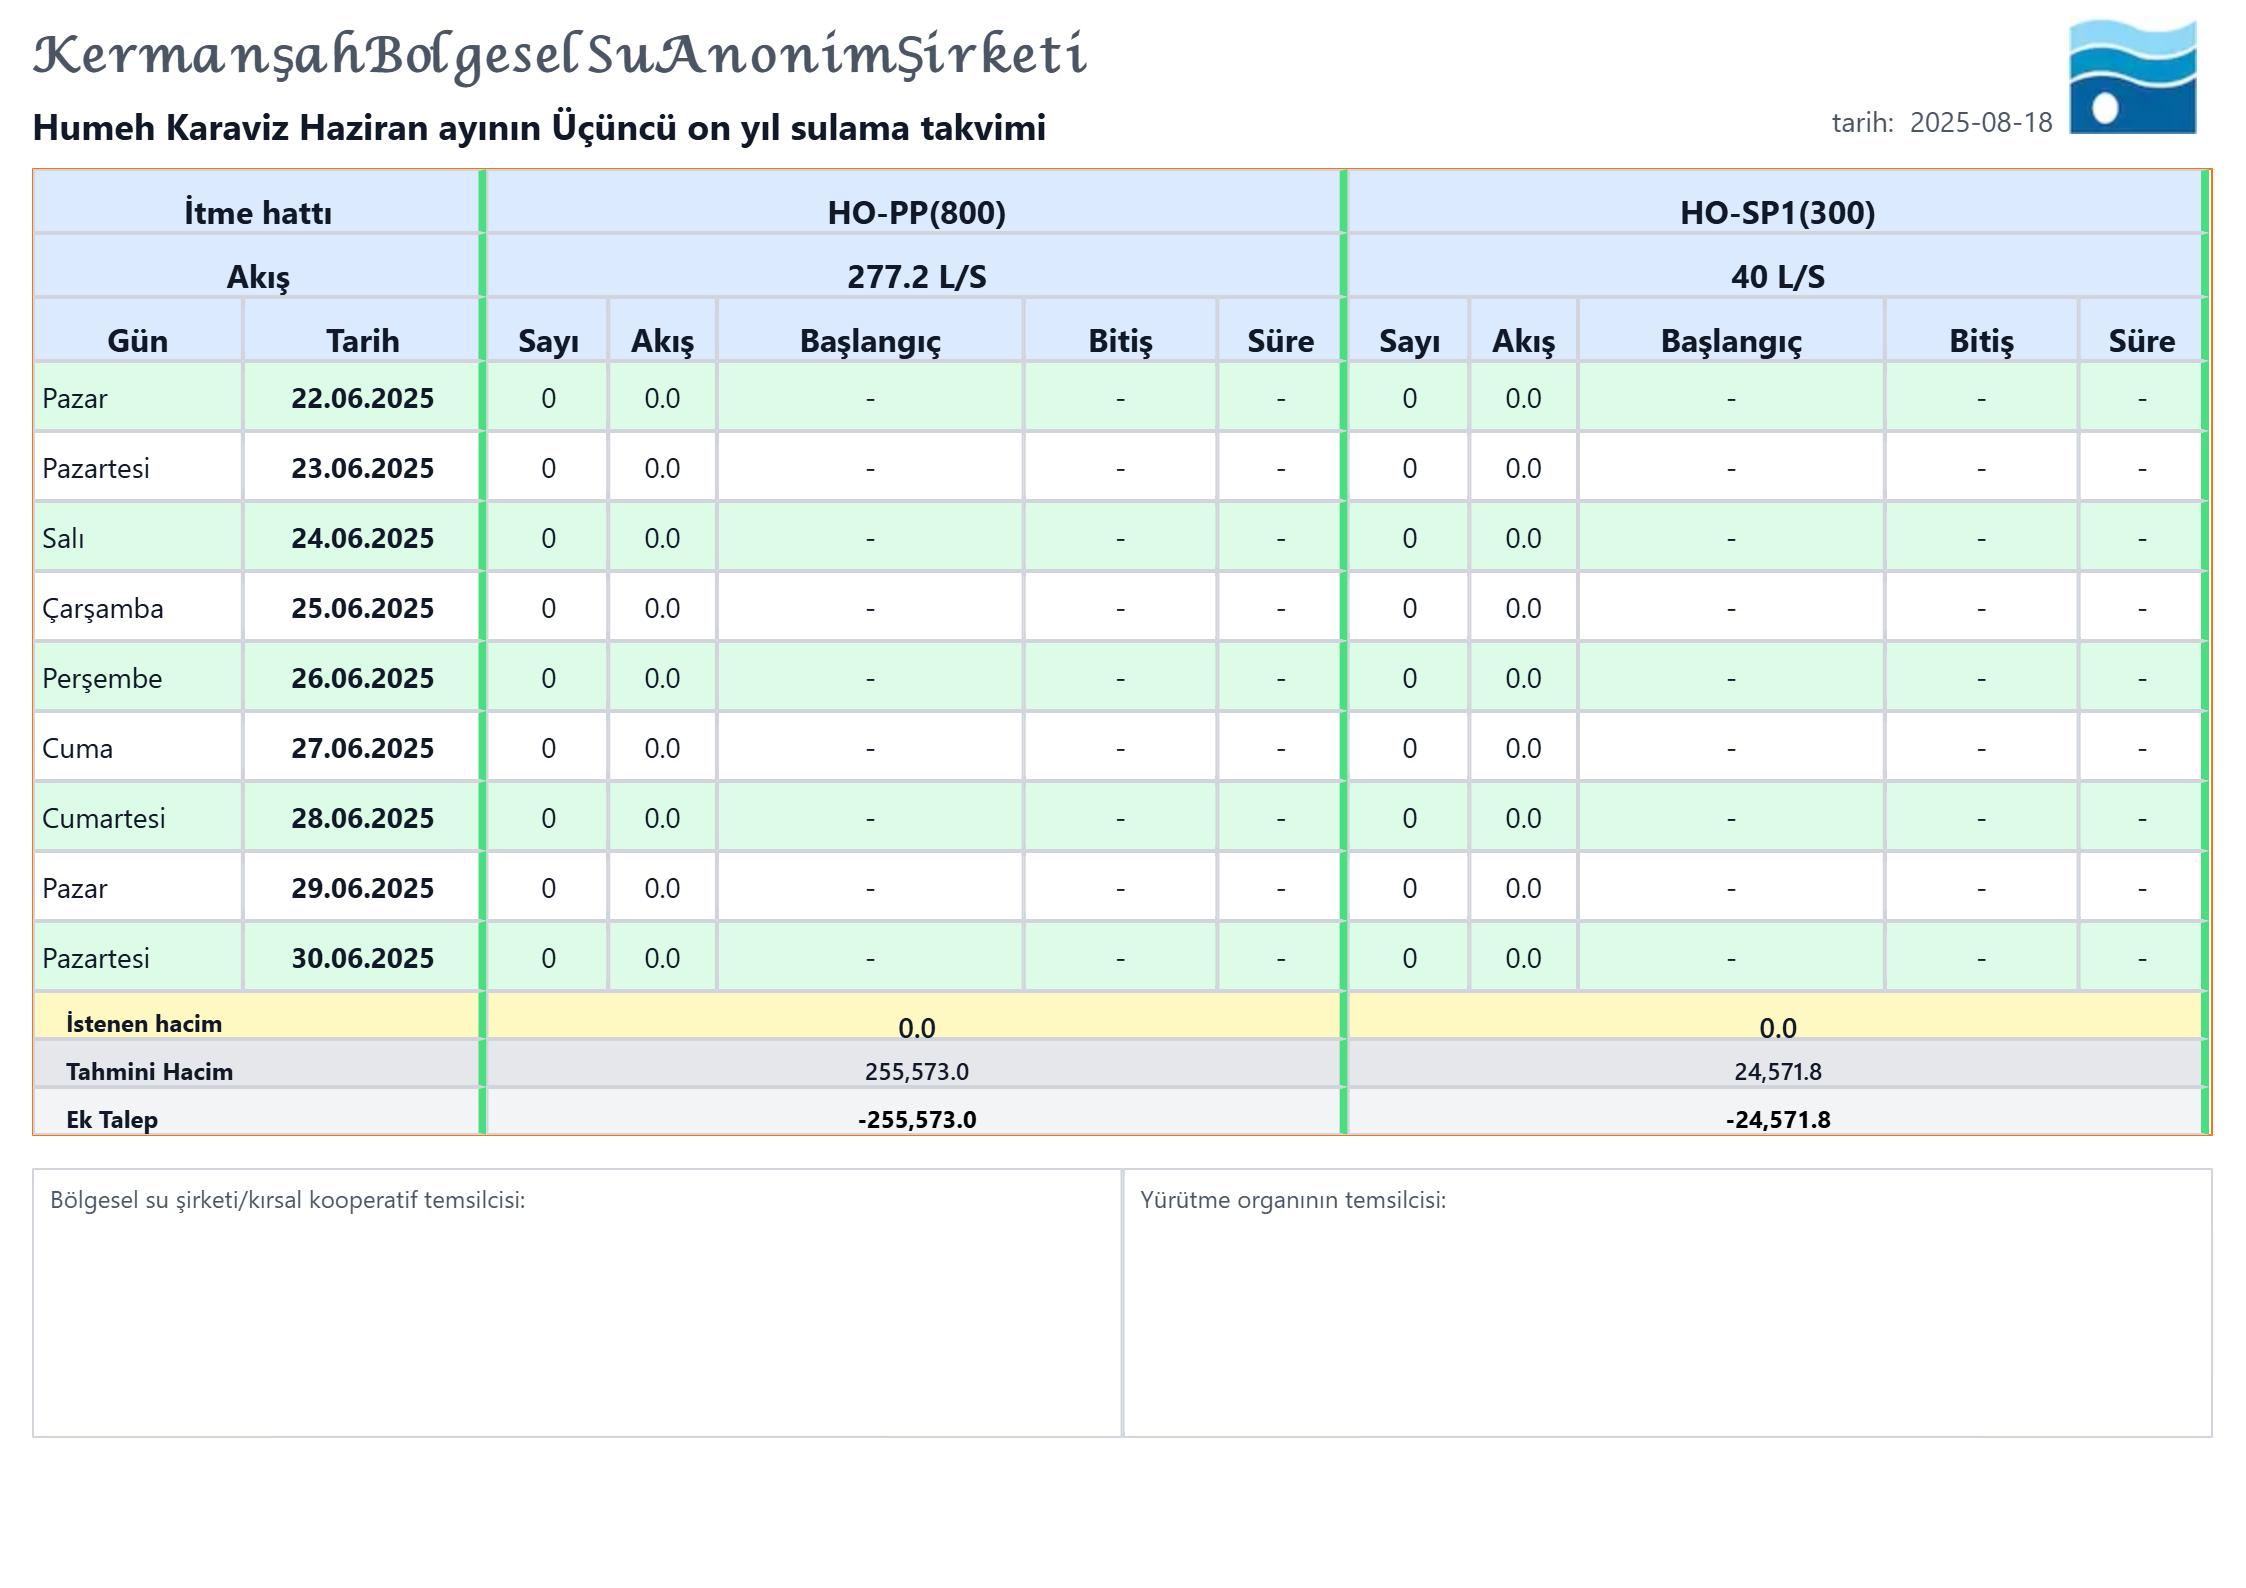 KermanşahBölgeselSuAnonimŞirketi
Humeh Karaviz Haziran ayının Üçüncü on yıl sulama takvimi
tarih: 2025-08-18
İtme hattı HO-PP(800) HO-SP1(300)
Akış 277.2 L/S 40 L/S
Gün Tarih Sayı Akış Başlangıç Bitiş Süre Sayı Akış Başlangıç Bitiş Süre
Pazar 22.06.2025 0 0.0 - - - 0 0.0 - - -
Pazartesi 23.06.2025 0 0.0 - - - 0 0.0 - - -
Salı 24.06.2025 0 0.0 - - - 0 0.0 - - -
Çarşamba 25.06.2025 0 0.0 - - - 0 0.0 - - -
Perşembe 26.06.2025 0 0.0 - - - 0 0.0 - - -
Cuma 27.06.2025 0 0.0 - - - 0 0.0 - - -
Cumartesi 28.06.2025 0 0.0 - - - 0 0.0 - - -
Pazar 29.06.2025 0 0.0 - - - 0 0.0 - - -
Pazartesi 30.06.2025 0 0.0 - - - 0 0.0 - - -
İstenen hacim 0.0 0.0
Tahmini Hacim 255,573.0 24,571.8
Ek Talep -255,573.0 -24,571.8
Bölgesel su şirketi/kırsal kooperatif temsilcisi:
Yürütme organının temsilcisi: